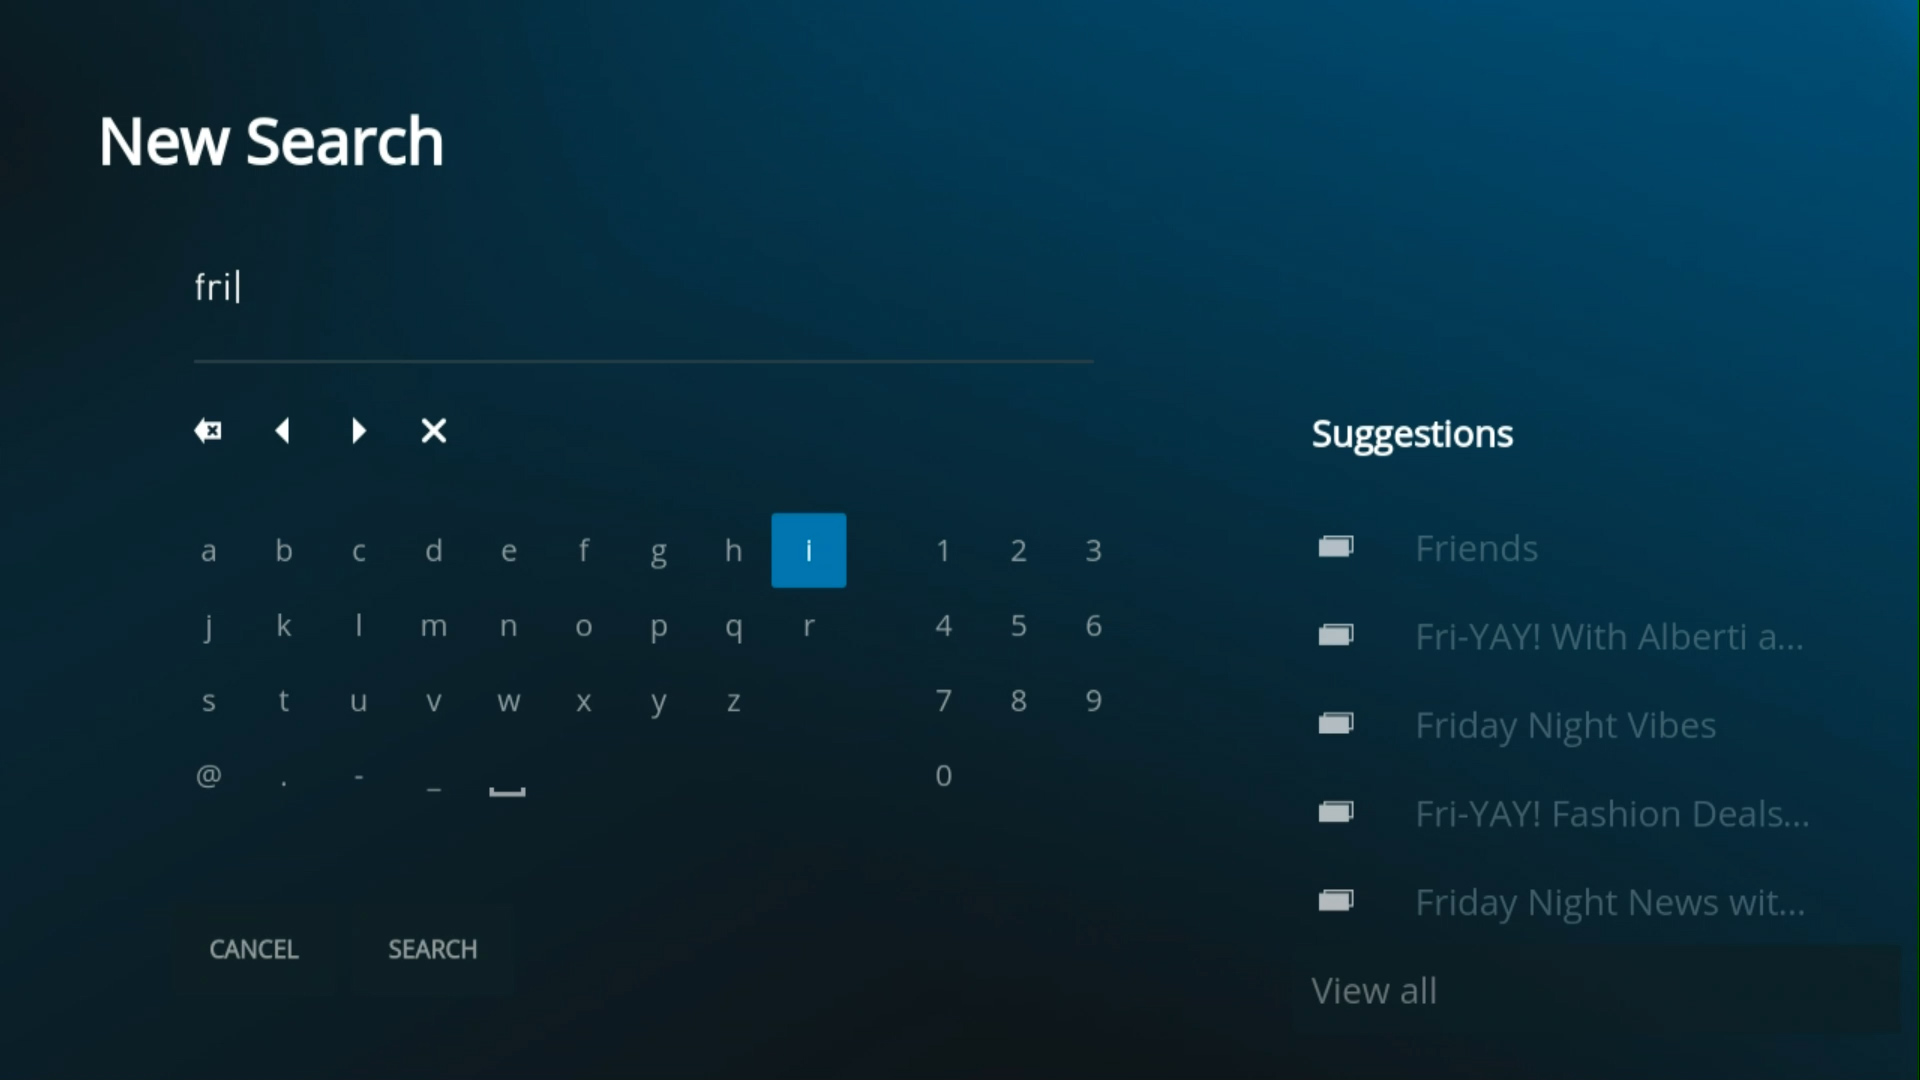 New Search
fri
Suggestions
a b c d e f g h i 1 2 3
Friends
j k l m n o p q r 4 5 6
Fri-YAY! With Alberti a...
s t u v w x y z 7 8 9
Friday Night Vibes
@ . - _ 0
Fri-YAY! Fashion Deals...
Friday Night News wit...
CANCEL SEARCH
View all